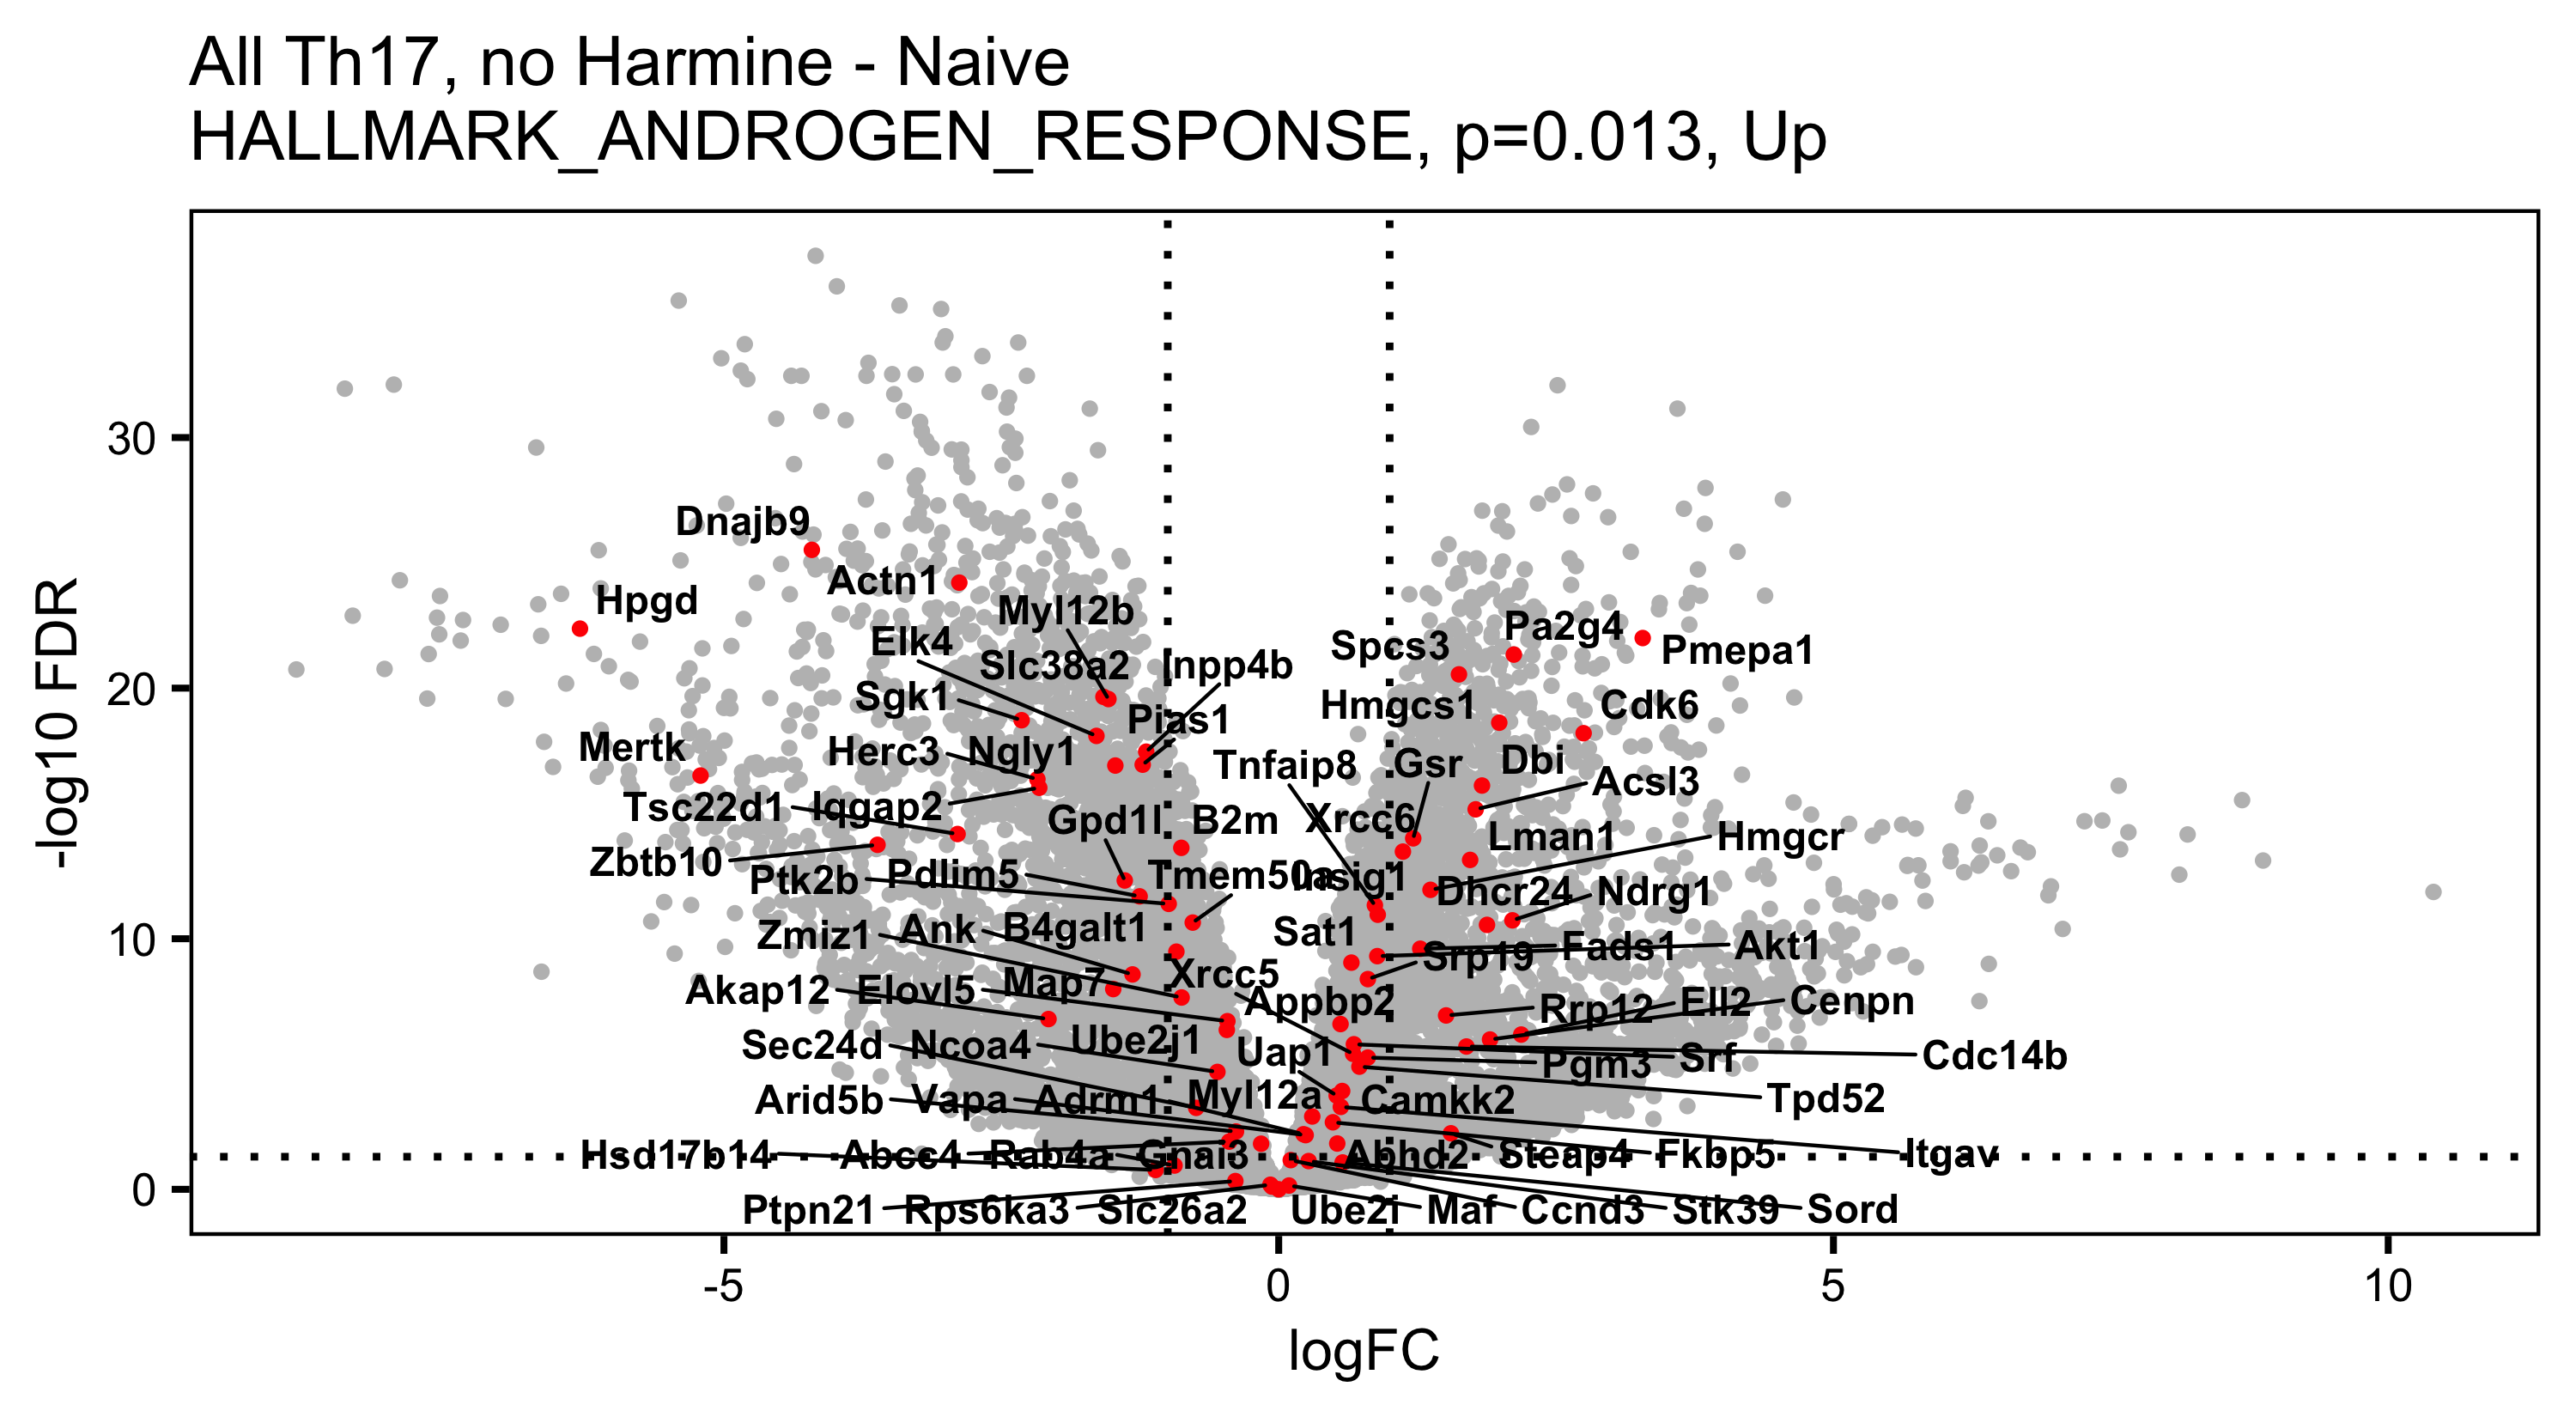 All Th17, no Harmine - Naive
HALLMARK_ANDROGEN_RESPONSE, p=0.013, Up
-log10 FDR
30
20
10
0
Dnajb9
Actn1
Hpgd
Myl12b
Elk4
Slc38a2
Inpp4b
Sgk1
Pias1
Mertk
Herc3
Ngly1
Tsc22d1
Iqgap2
Gpd1l
B2m
Zbtb10
Ptk2b
Pdlim5
Tmem50a
Zmiz1
Ank
B4galt1
Akap12
Elovl5
Map7
Xrcc5
Appbp2
Sec24d
Ncoa4
Ube2j1
Uap1
Arid5b
Vapa
Adrm1
Myl12a
Camkk2
Hsd17b14
Abcc4
Rab4a
Gnai3
Abhd2
Steap4
Fkbp5
Itgav
Ptpn21
Rps6ka3
Slc26a2
Ube2i
Maf
Ccnd3
Stk39
Sord
Spcs3
Pa2g4
Pmepa1
Hmgcs1
Cdk6
Tnfaip8
Gsr
Dbi
Acsl3
Xrcc6
Lman1
Hmgcr
Insig1
Dhcr24
Ndrg1
Sat1
Srp19
Fads1
Akt1
Rrp12
Ell2
Cenpn
Pgm3
Srf
Cdc14b
Tpd52
-5
0
5
10
logFC